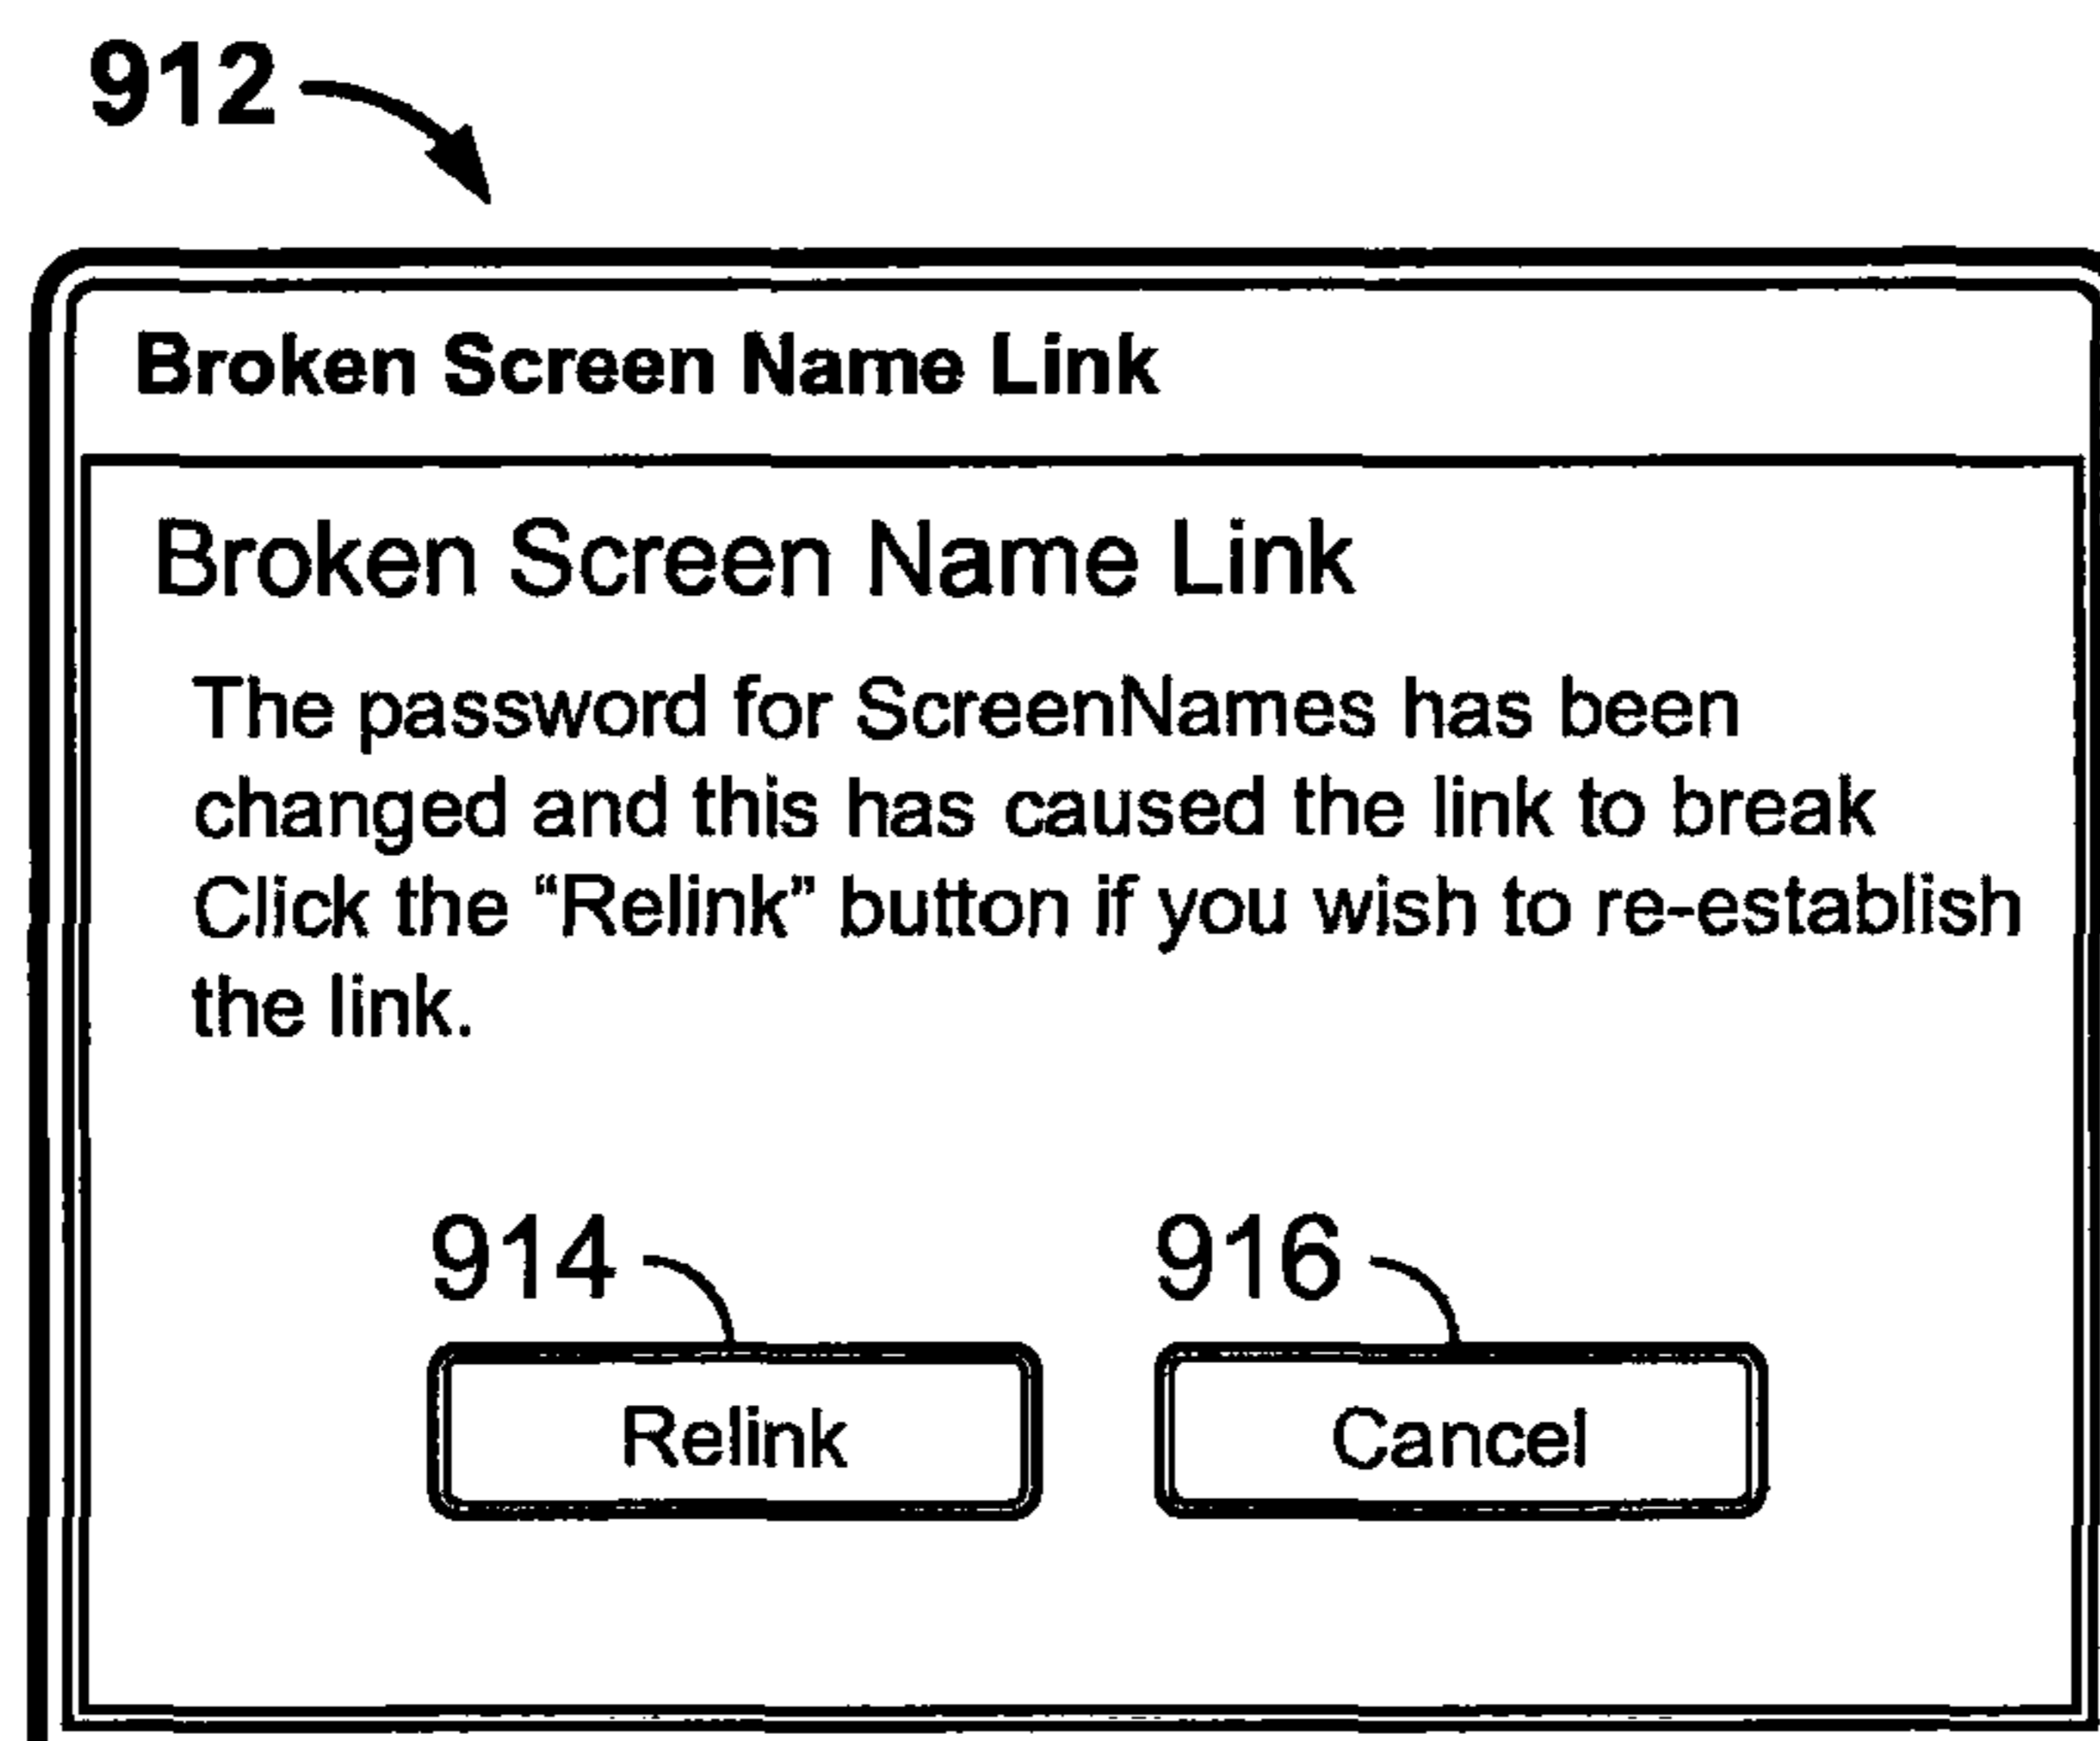 912
Broken Screen Name Link
Broken Screen Name Link
The password for ScreenNames has been
changed and this has caused the link to break
Click the “Relink” button if you wish to re-establish
the link.
914 916
Relink Cancel